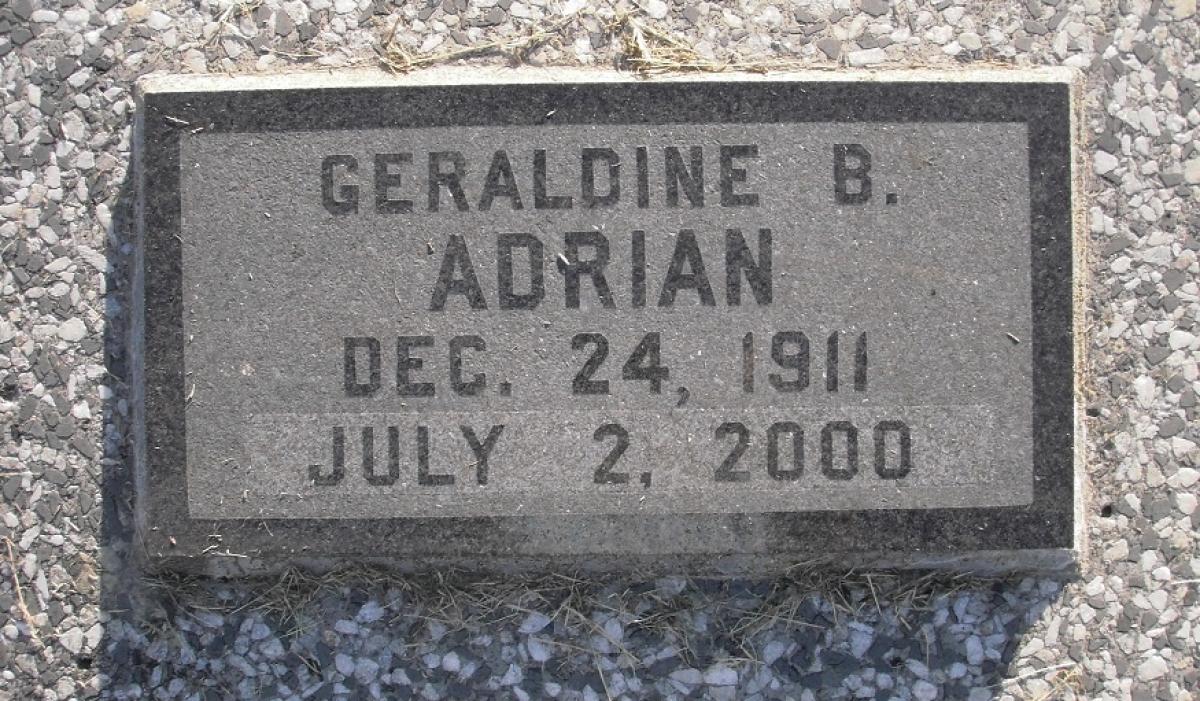 GERALDINE B.
ADRIAN
DEC. 24, 1911
JULY 2, 2000